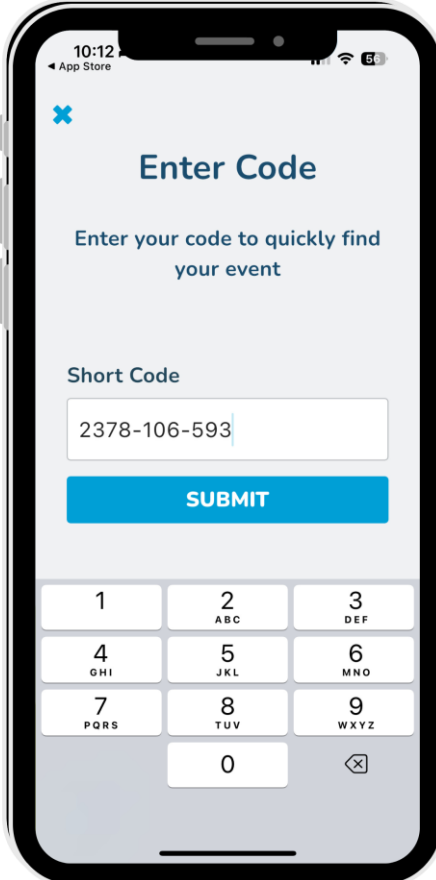 10:12
◀ App Store
56
Enter Code
Enter your code to quickly find
your event
Short Code
2378-106-593
SUBMIT
1
2
ABC
3
DEF
4
GHI
5
JKL
6
MNO
7
PQRS
8
TUV
9
WXYZ
0